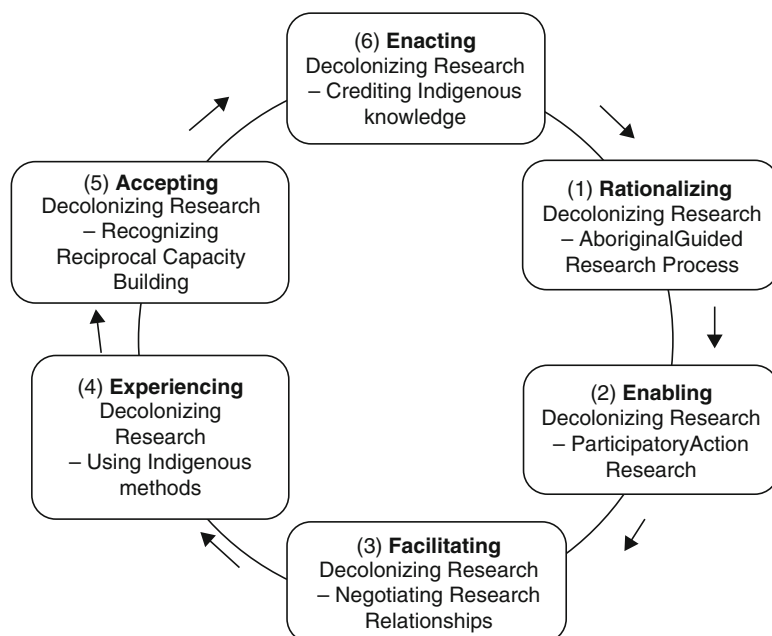 (6) Enacting
Decolonizing Research
– Crediting Indigenous
knowledge
(1) Rationalizing
Decolonizing Research
– AboriginalGuided
Research Process
(2) Enabling
Decolonizing Research
– ParticipatoryAction
Research
(3) Facilitating
Decolonizing Research
– Negotiating Research
Relationships
(4) Experiencing
Decolonizing
Research
– Using Indigenous
methods
(5) Accepting
Decolonizing Research
– Recognizing
Reciprocal Capacity
Building